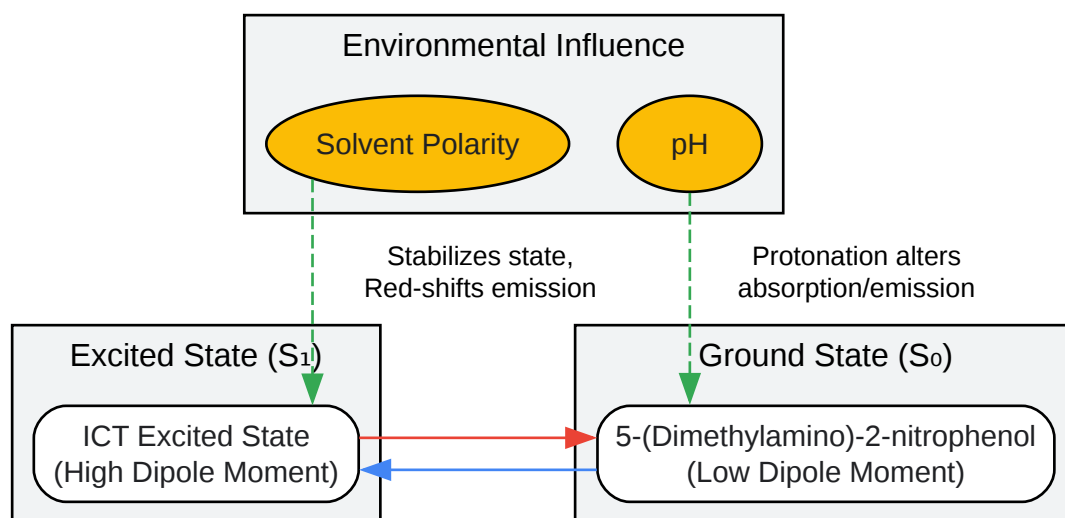 Environmental Influence
Solvent Polarity
pH
Stabilizes state,
Red-shifts emission
Protonation alters
absorption/emission
Excited State (S₁)
ICT Excited State
(High Dipole Moment)
Ground State (S₀)
5-(Dimethylamino)-2-nitrophenol
(Low Dipole Moment)